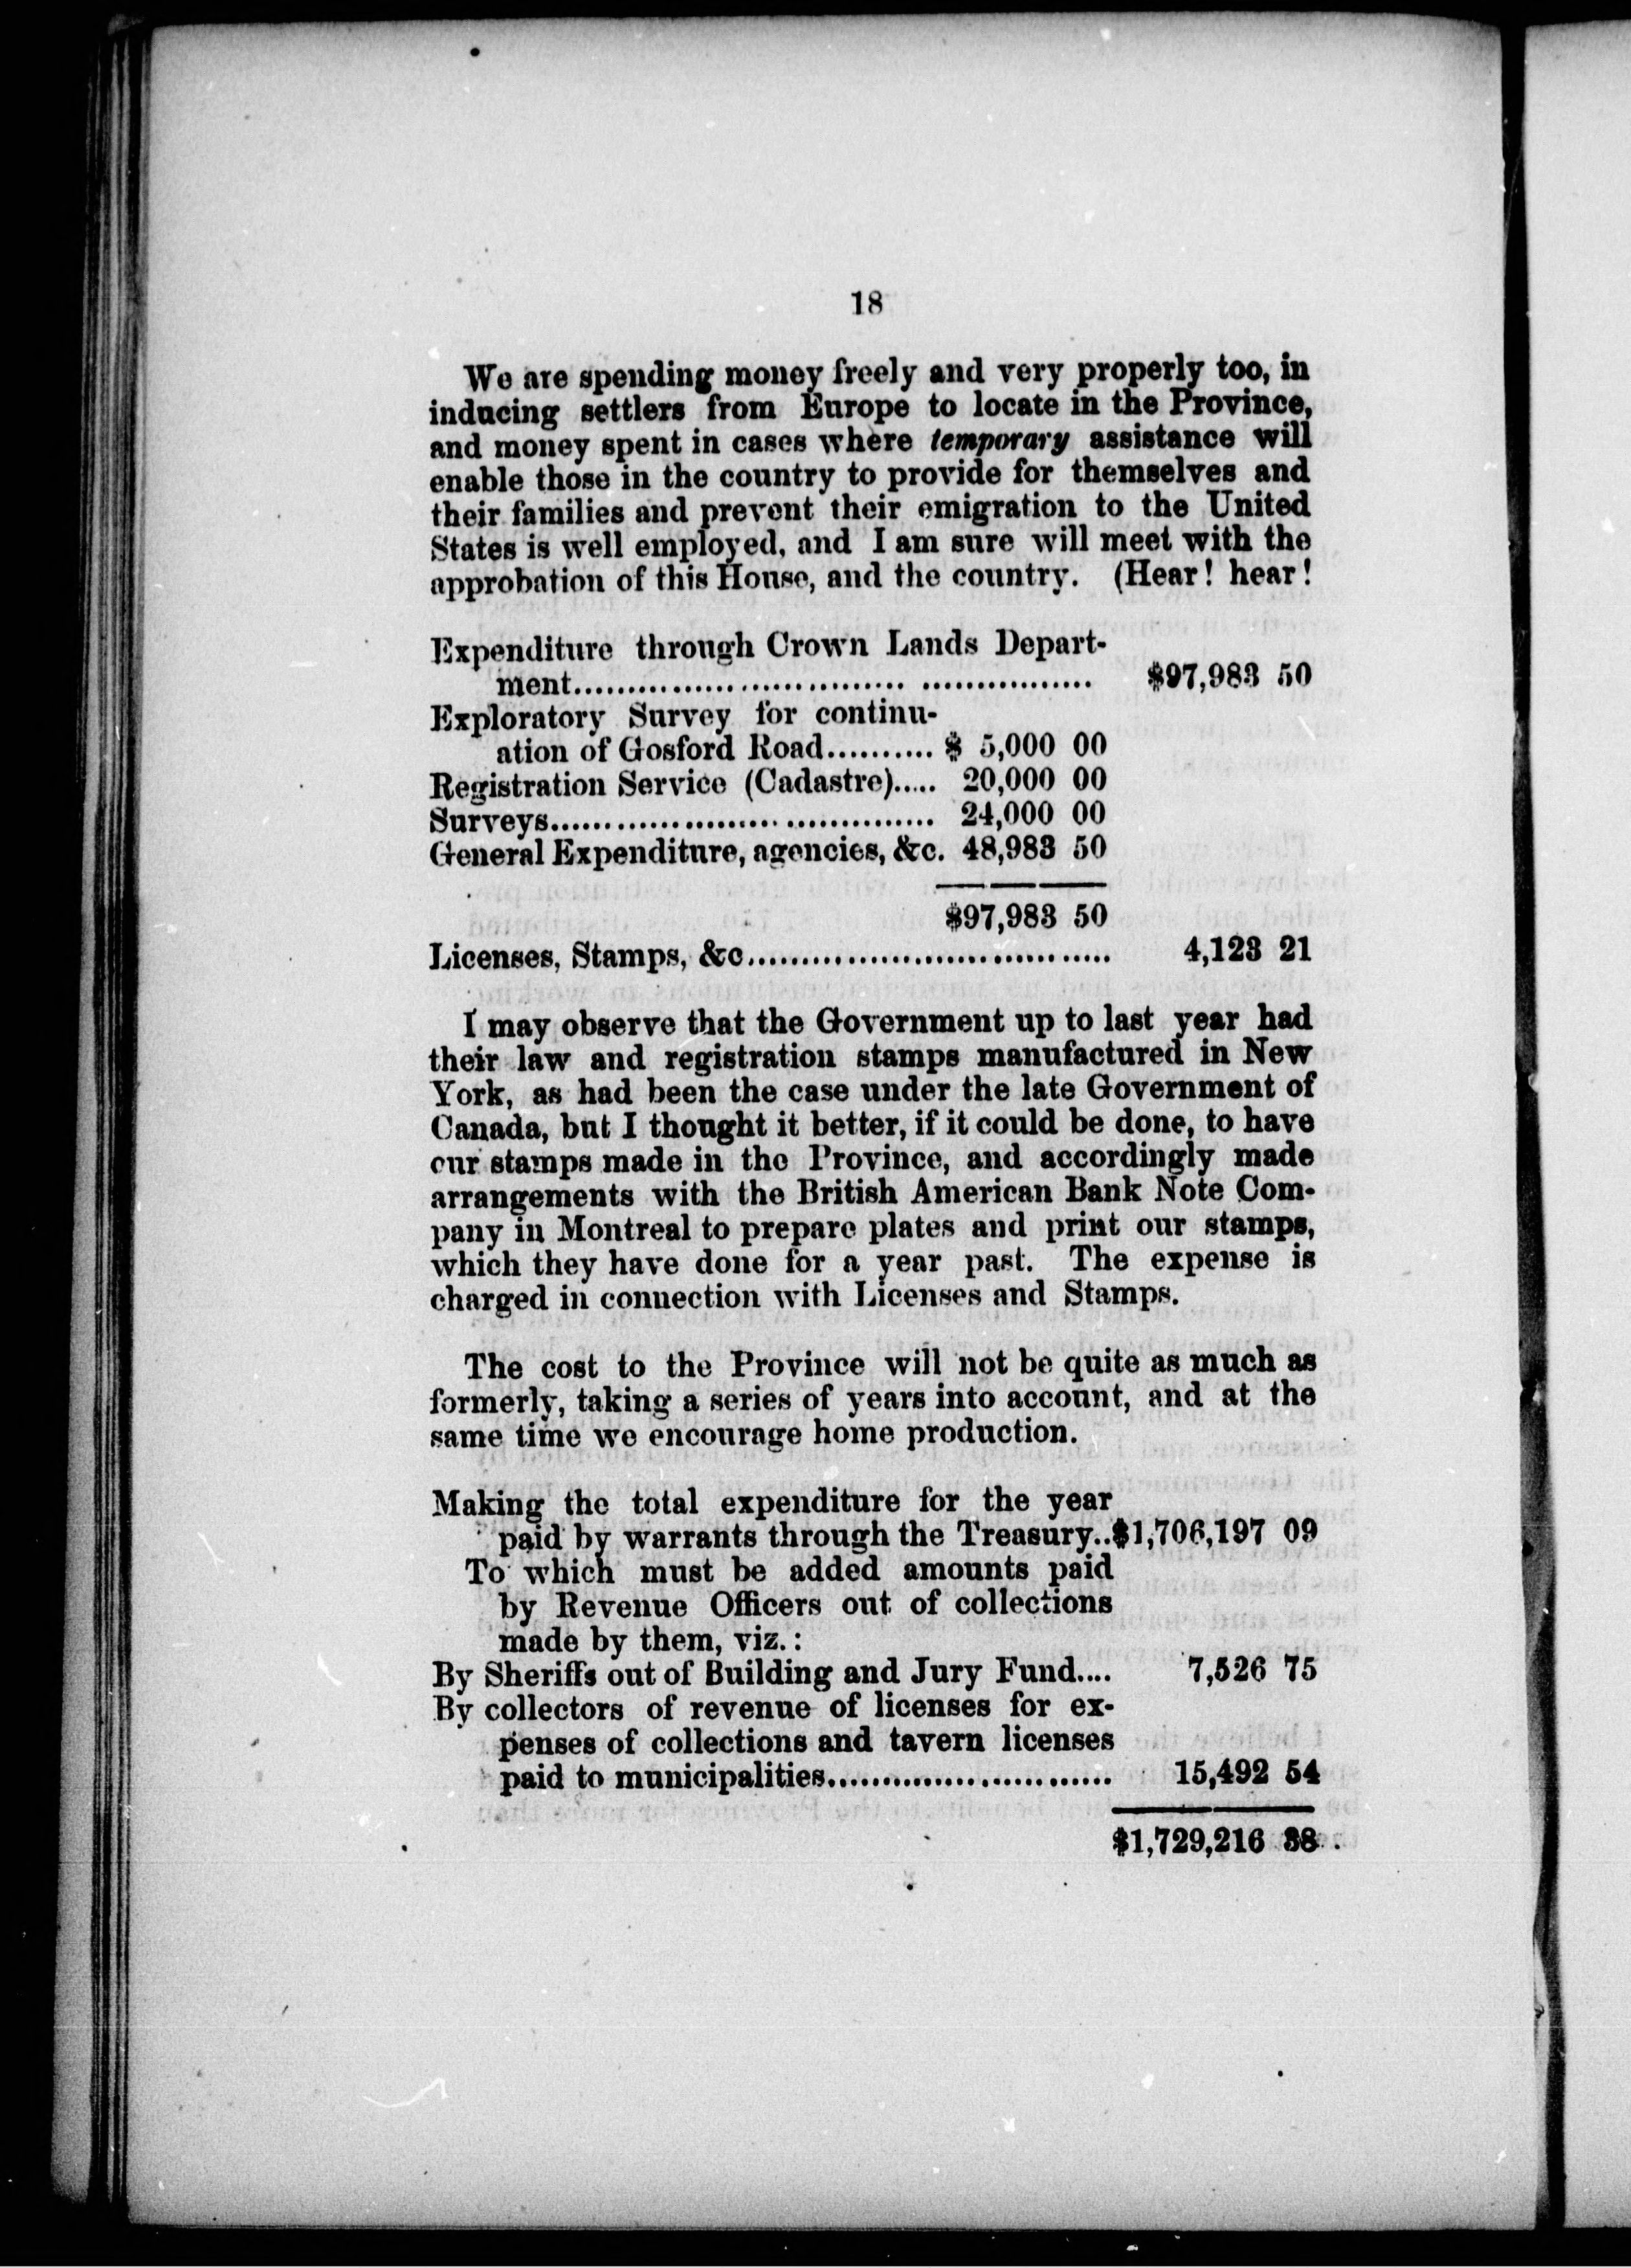 18
We are spending money freely and very properly too, in
inducing settlers from Europe to locate in the Province,
and money spent in cases where temporary assistance will
enable those in the country to provide for themselves and
their families and prevent their emigration to the United
States is well employed, and I am sure will meet with the
approbation of this House, and the country. (Hear! hear!
Expenditure through Crown Lands Depart-
ment.............................. ................ $97,983 50
Exploratory Survey for continu-
ation of Gosford Road.......... $ 5,000 00
Registration Service (Cadastre)..... 20,000 00
Surveys................................... 24,000 00
General Expenditure, agencies, &c. 48,983 50
$97,983 50
Licenses, Stamps, &c................................. 4,123 21
I may observe that the Government up to last year had
their law and registration stamps manufactured in New
York, as had been the case under the late Government of
Canada, but I thought it better, if it could be done, to have
our stamps made in the Province, and accordingly made
arrangements with the British American Bank Note Com-
pany in Montreal to prepare plates and print our stamps,
which they have done for a year past. The expense is
charged in connection with Licenses and Stamps.
The cost to the Province will not be quite as much as
formerly, taking a series of years into account, and at the
same time we encourage home production.
Making the total expenditure for the year
paid by warrants through the Treasury..$1,706,197 09
To which must be added amounts paid
by Revenue Officers out of collections
made by them, viz.:
By Sheriffs out of Building and Jury Fund.... 7,526 75
By collectors of revenue of licenses for ex-
penses of collections and tavern licenses
paid to municipalities.......................... 15,492 54
$1,729,216 38